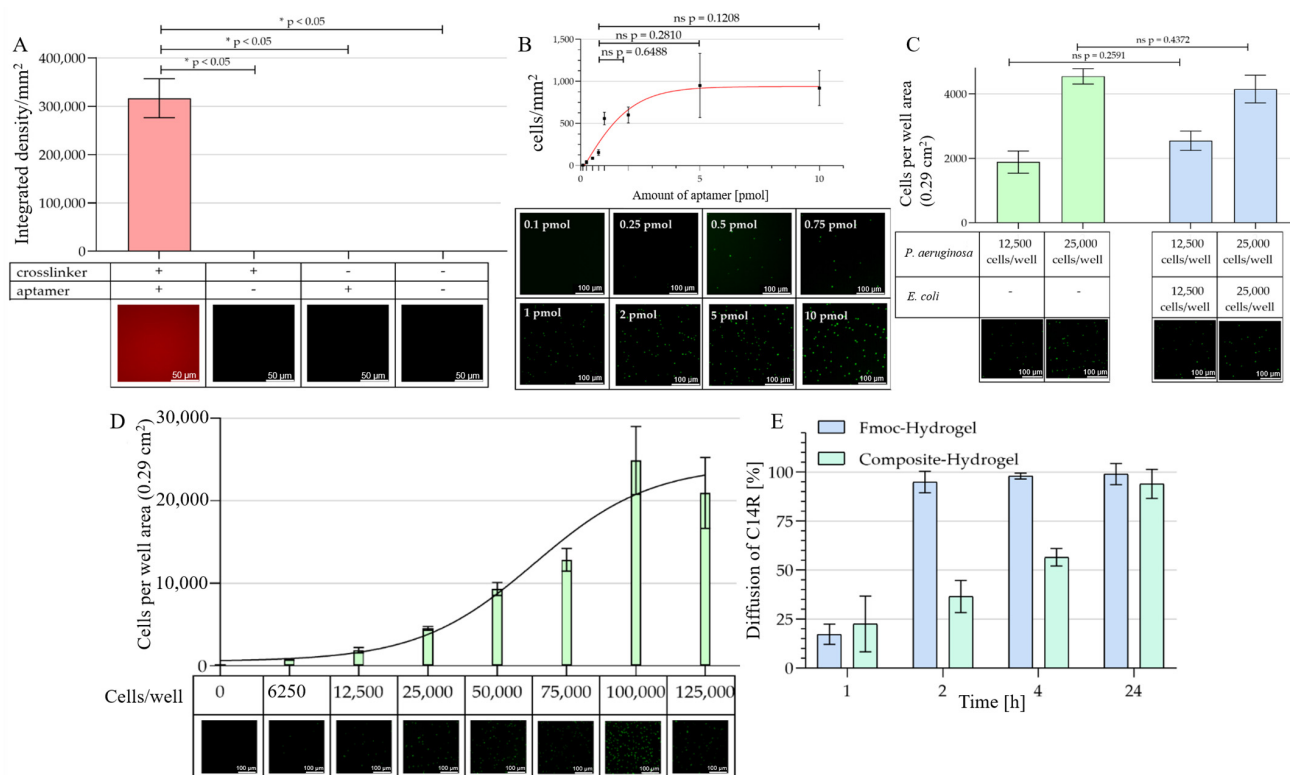 A
* p < 0.05
* p < 0.05
* p < 0.05
Integrated density/mm²
400,000
300,000
200,000
100,000
0
crosslinker + + - -
aptamer + - + -
50 µm 50 µm 50 µm 50 µm
B
ns p = 0.1208
ns p = 0.2810
ns p = 0.6488
cells/mm²
1,500
1,000
500
0
0 5 10
Amount of aptamer [pmol]
0.1 pmol 0.25 pmol 0.5 pmol 0.75 pmol
100 µm 100 µm 100 µm 100 µm
1 pmol 2 pmol 5 pmol 10 pmol
100 µm 100 µm 100 µm 100 µm
C
ns p = 0.4372
ns p = 0.2591
Cells per well area
(0.29 cm²)
4000
2000
0
P. aeruginosa 12,500 25,000 12,500 25,000
cells/well cells/well cells/well cells/well
E. coli - - 12,500 25,000
cells/well cells/well
100 µm 100 µm 100 µm 100 µm
D
Cells per well area (0.29 cm²)
30,000
20,000
10,000
0
Cells/well 0 6250 12,500 25,000 50,000 75,000 100,000 125,000
100 µm 100 µm 100 µm 100 µm 100 µm 100 µm 100 µm 100 µm
E
Fmoc-Hydrogel
Composite-Hydrogel
Diffusion of C14R [%]
100
75
50
25
0
1 2 4 24
Time [h]